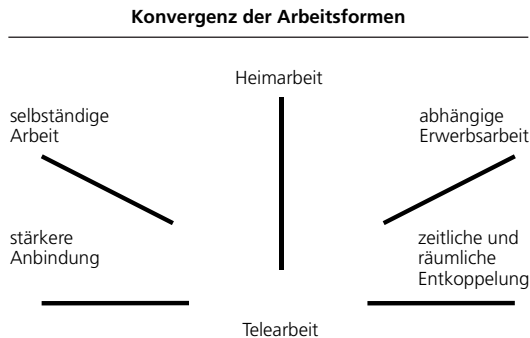 Konvergenz der Arbeitsformen
Heimarbeit
selbständige
Arbeit
abhängige
Erwerbsarbeit
stärkere
Anbindung
zeitliche und
räumliche
Entkoppelung
Telearbeit